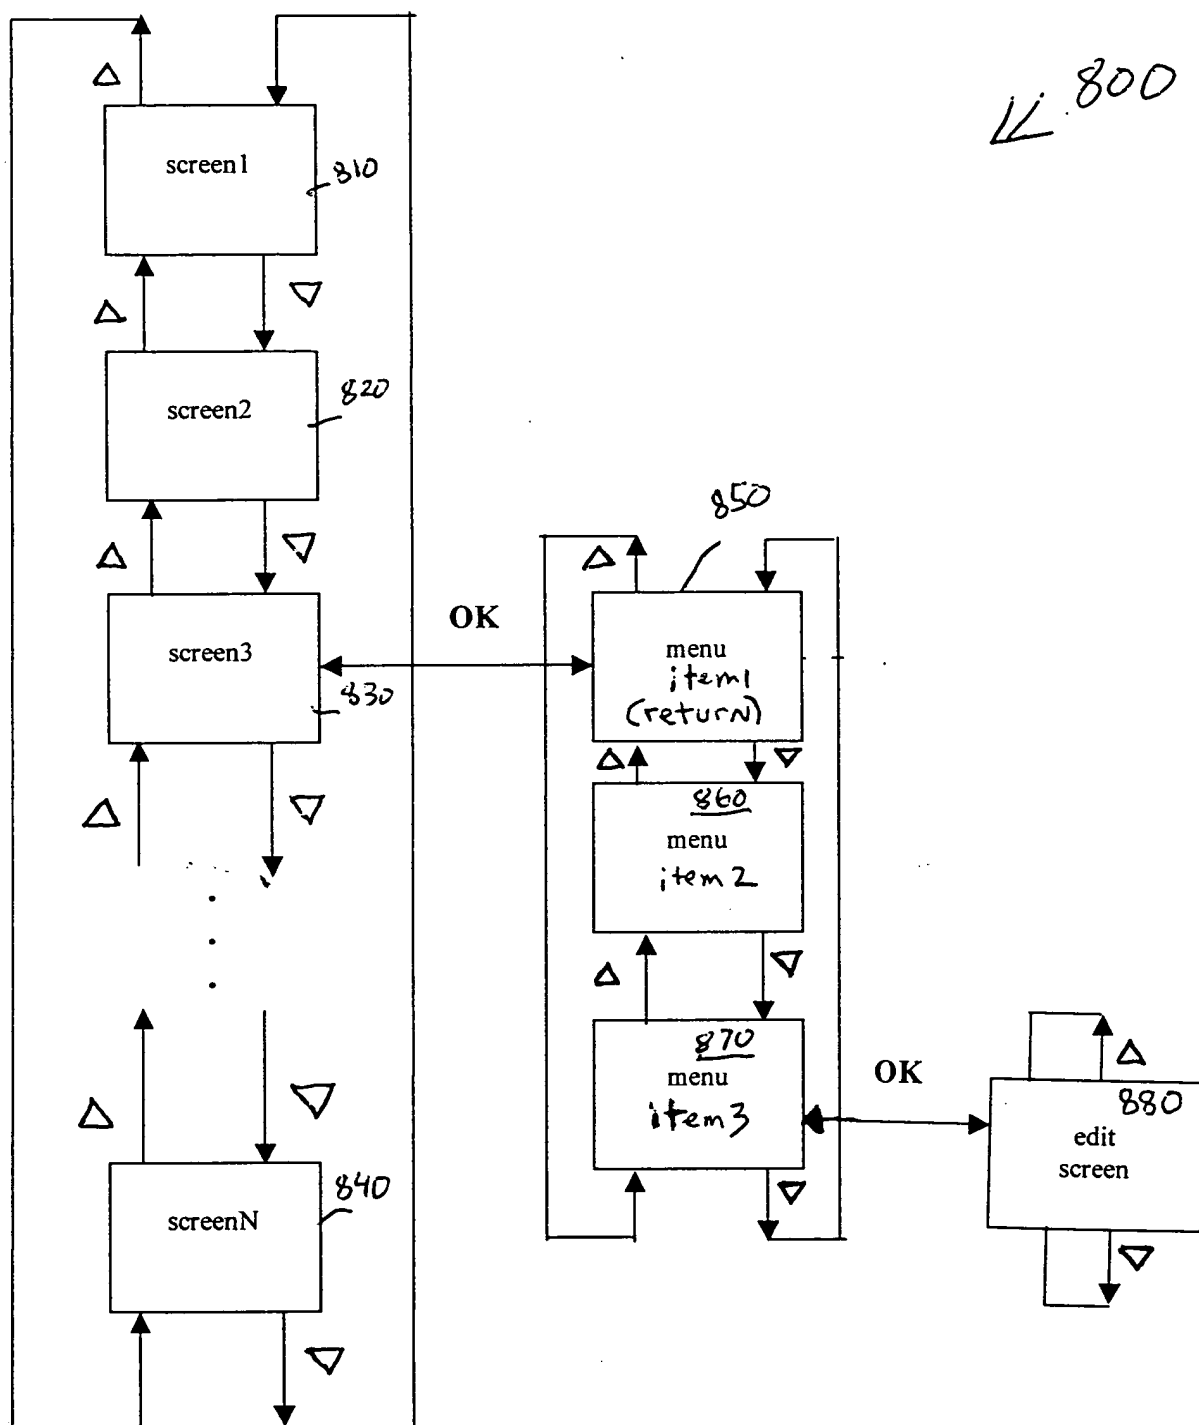 800
screen1
810
screen2
820
850
OK
screen3
830
menu
item1
(returN)
860
menu
item2
870
menu
item3
OK
880
edit
screen
screenN
840